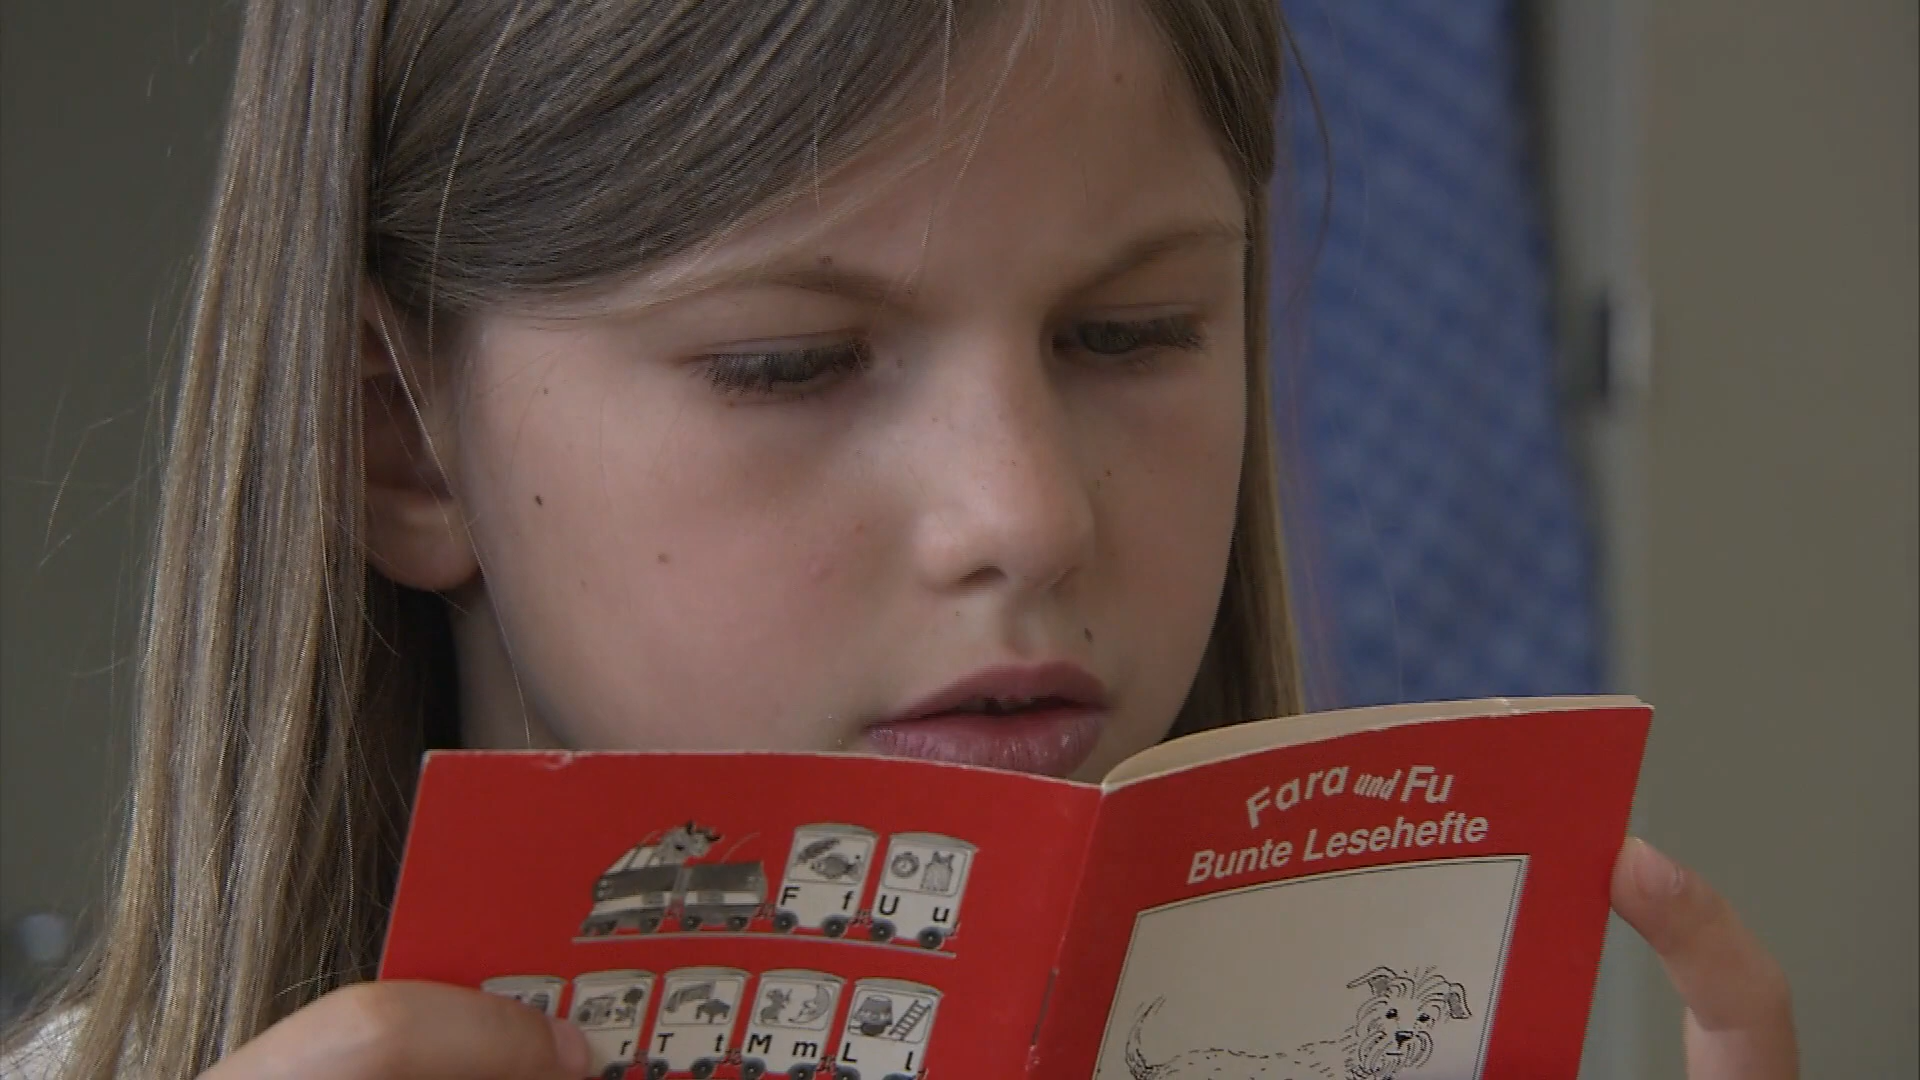 F f U u
r T t M m L l
Fara und Fu
Bunte Lesehefte